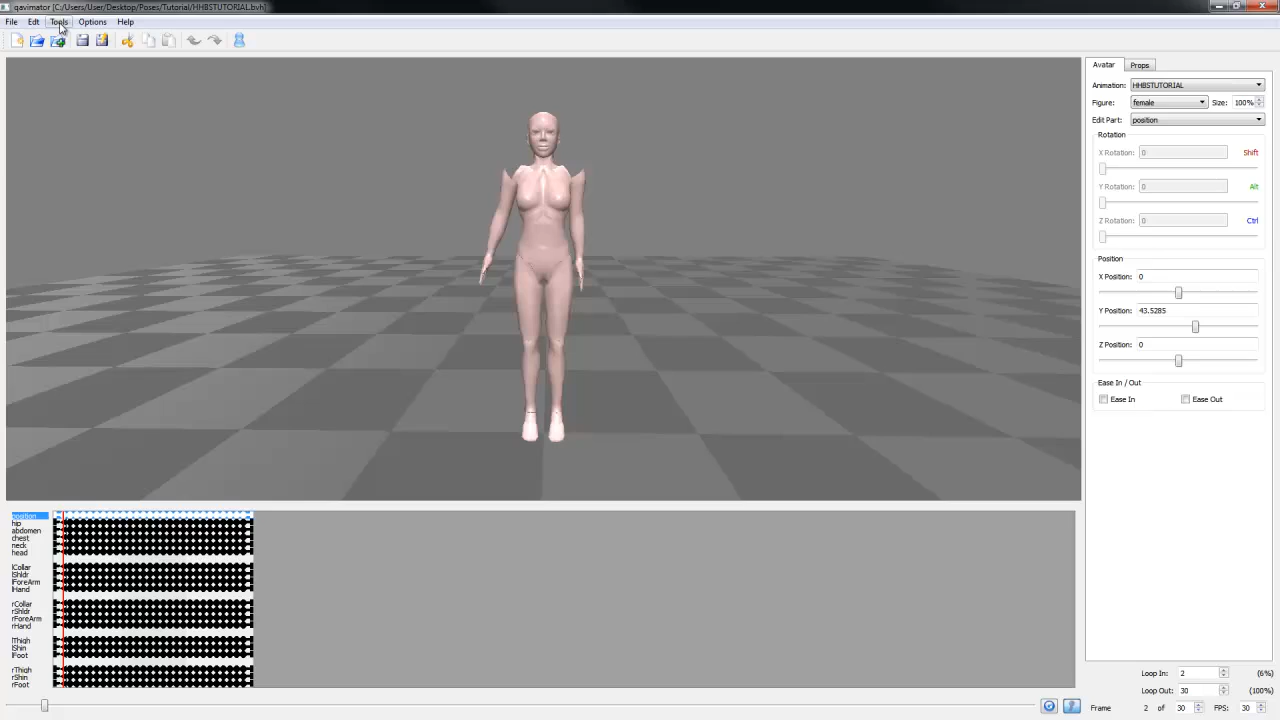 qavimator [C:/Users/User/Desktop/Poses/Tutorial/HHBSTUTORIAL.bvh]
File Edt Tools Options Help
Avatar Props
Animation: HHBSTUTORIAL
Figure: female Size: 100%
Edit Part: position
Rotation
X Rotation: 0 Shift
Y Rotation: 0 Alt
Z Rotation: 0 Ctrl
Position
X Position: 0
Y Position: 43.5285
Z Position: 0
Ease In / Out
Ease In Ease Out
position
hip
abdomen
chest
neck
head
lCollar
lShldr
lForeArm
lHand
rCollar
rShldr
rForeArm
rHand
lThigh
lShin
lFoot
rThigh
rShin
rFoot
Loop In: 2 (6%)
Loop Out: 30 (100%)
Frame 2 of 30 FPS: 30